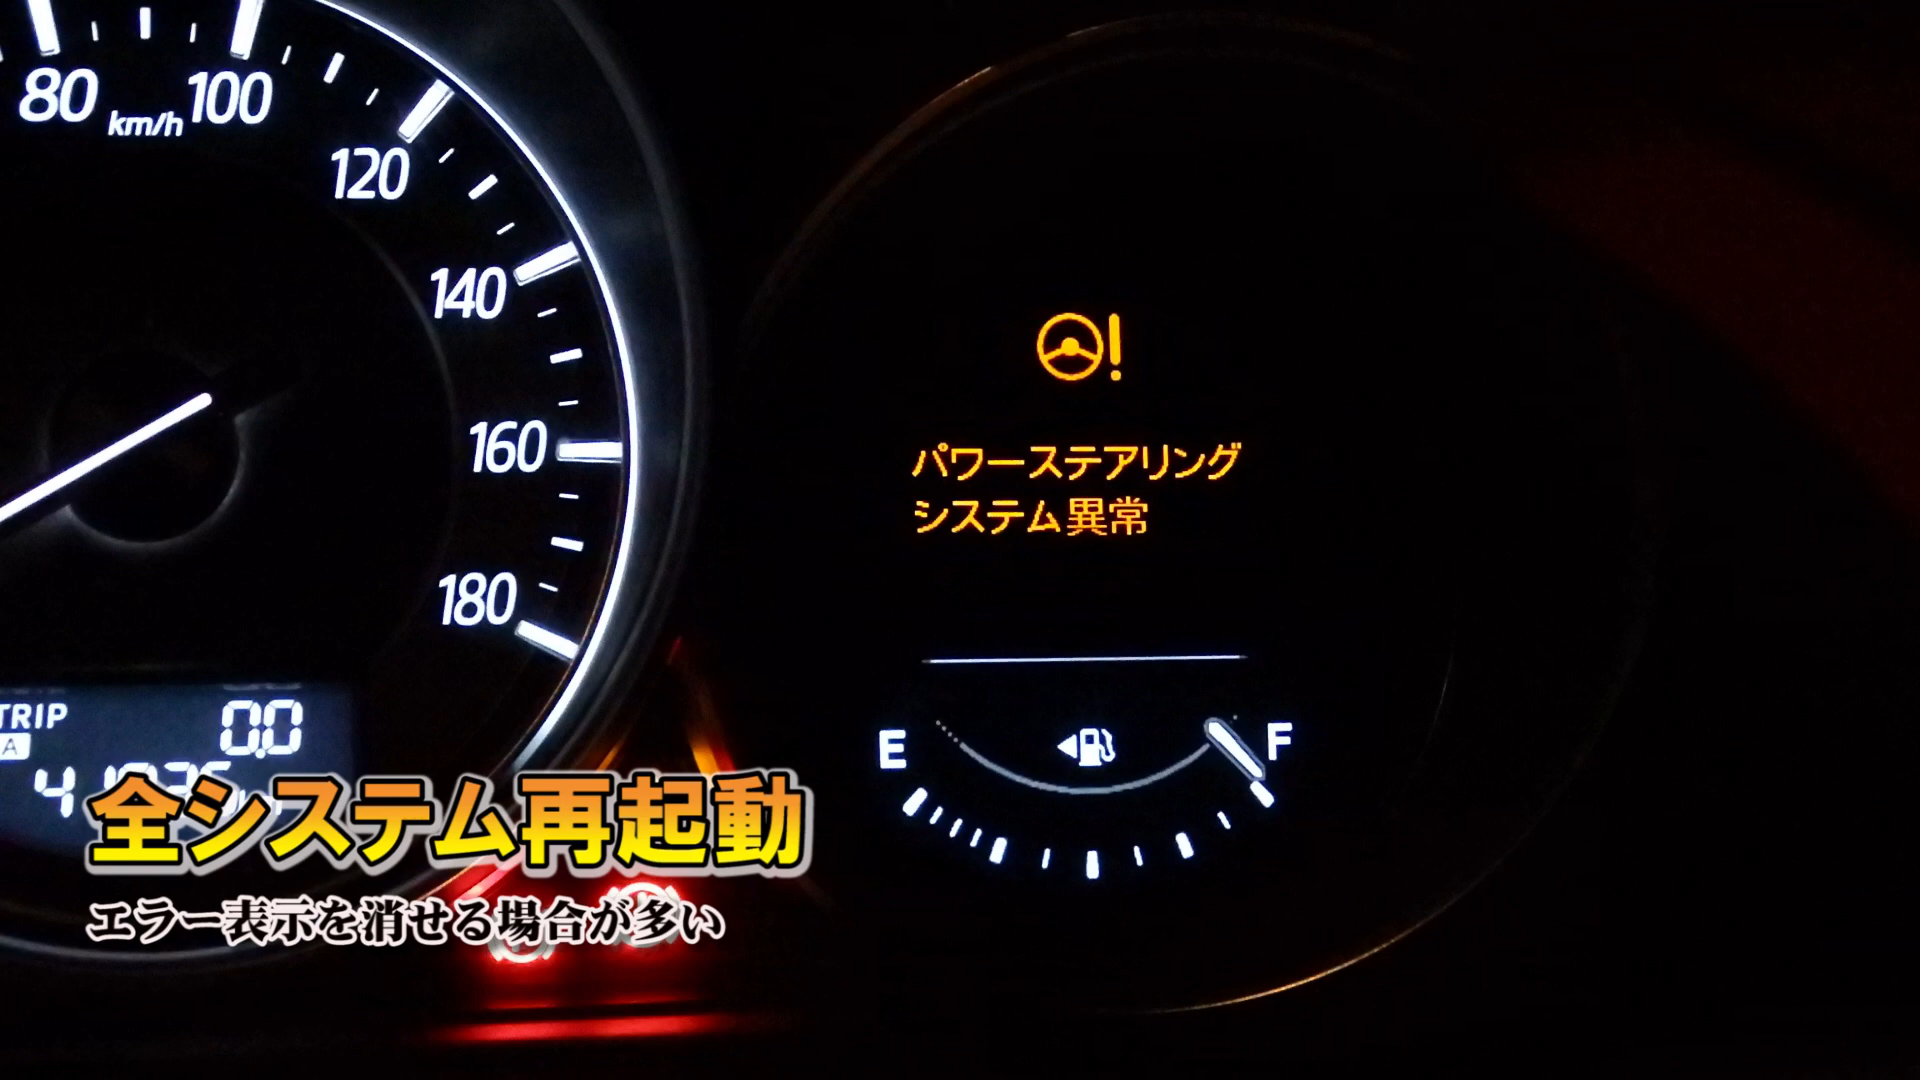 80
km/h
100
120
140
160
180
パワーステアリング
システム異常
TRIP
0.0
A
E
F
全システム再起動
エラー表示を消せる場合が多い